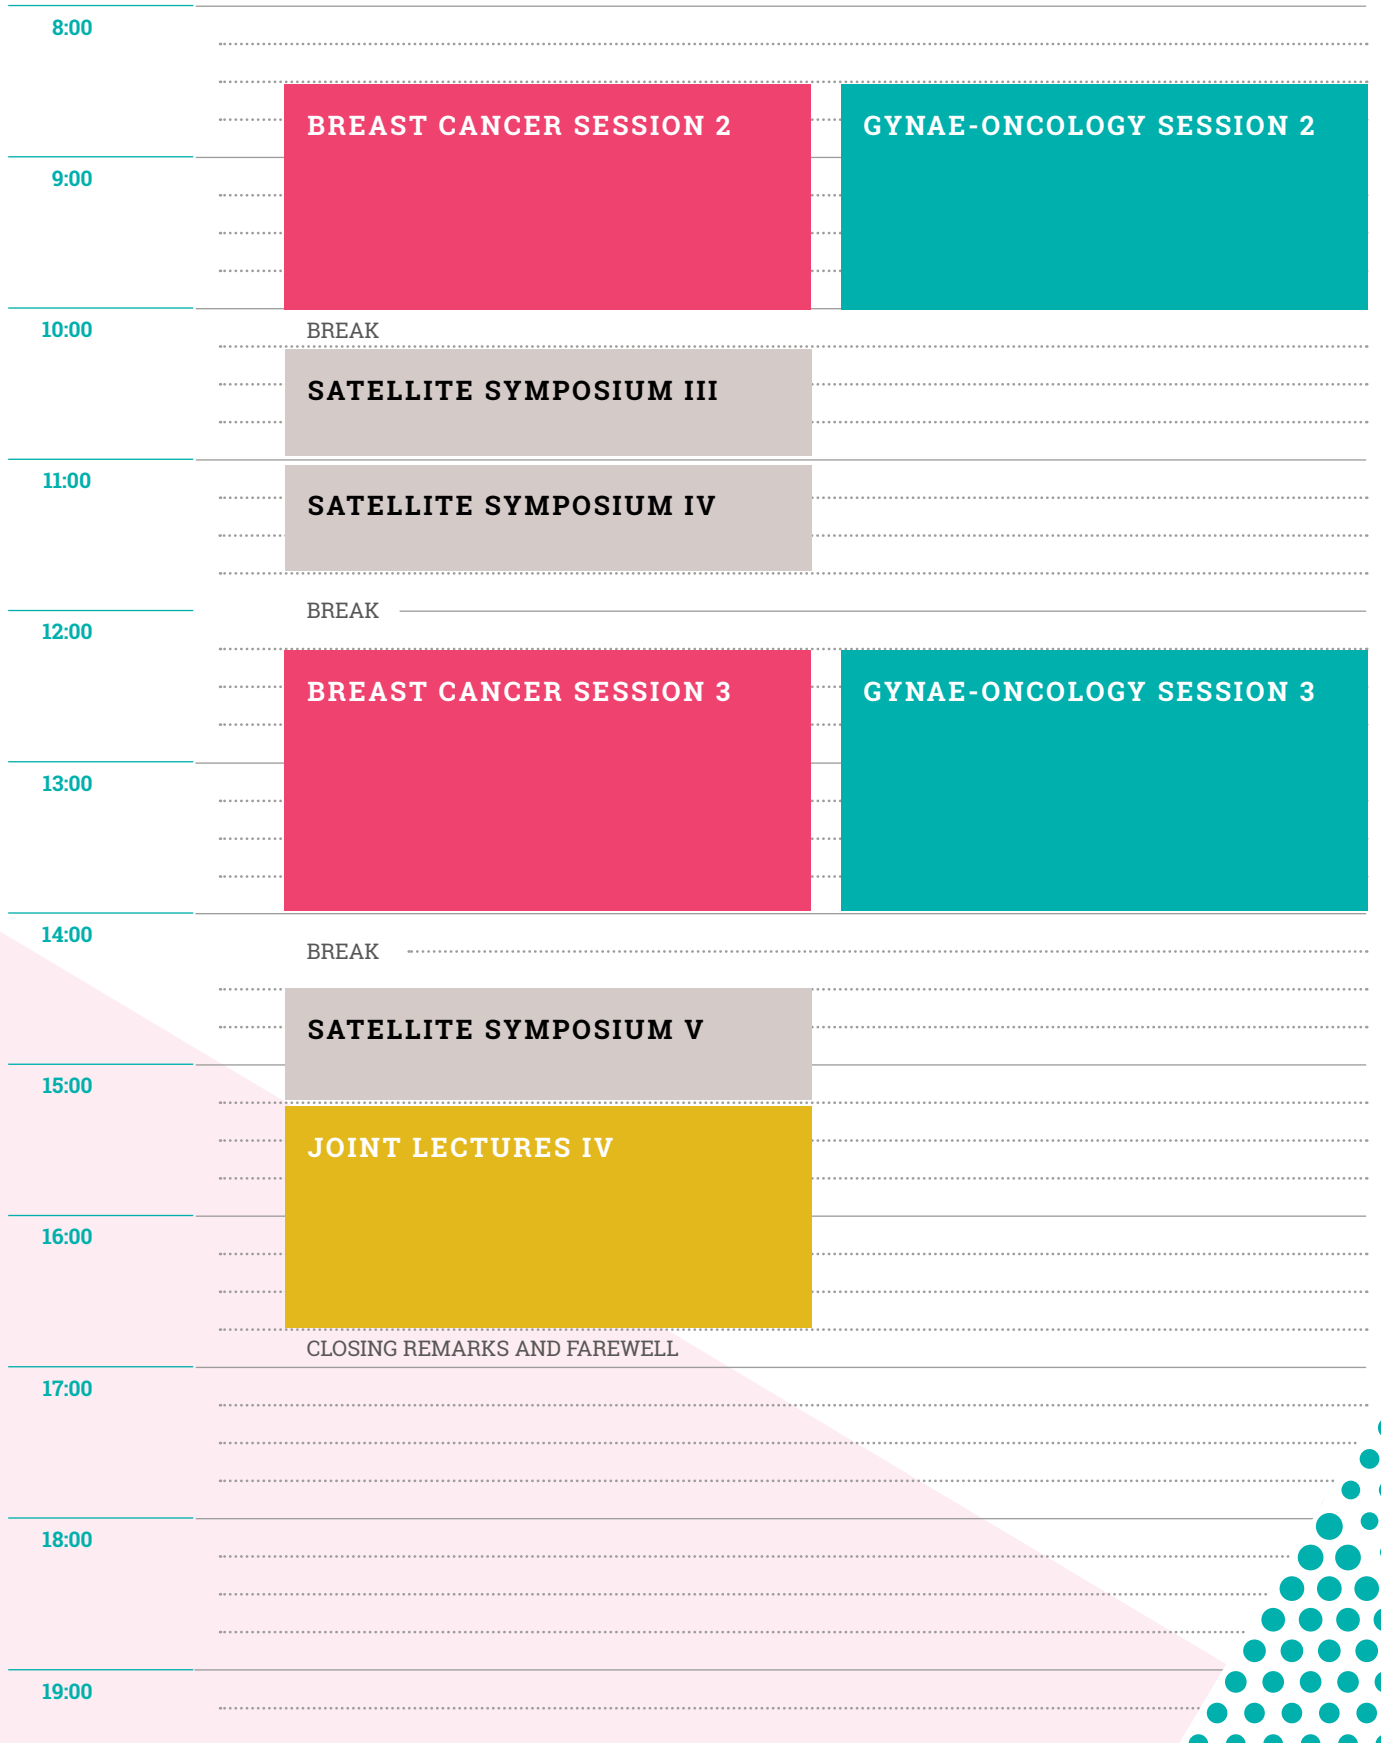 8:00
BREAST CANCER SESSION 2
GYNAE-ONCOLOGY SESSION 2
9:00
10:00
BREAK
SATELLITE SYMPOSIUM III
11:00
SATELLITE SYMPOSIUM IV
BREAK
12:00
BREAST CANCER SESSION 3
GYNAE-ONCOLOGY SESSION 3
13:00
14:00
BREAK
SATELLITE SYMPOSIUM V
15:00
JOINT LECTURES IV
16:00
CLOSING REMARKS AND FAREWELL
17:00
18:00
19:00